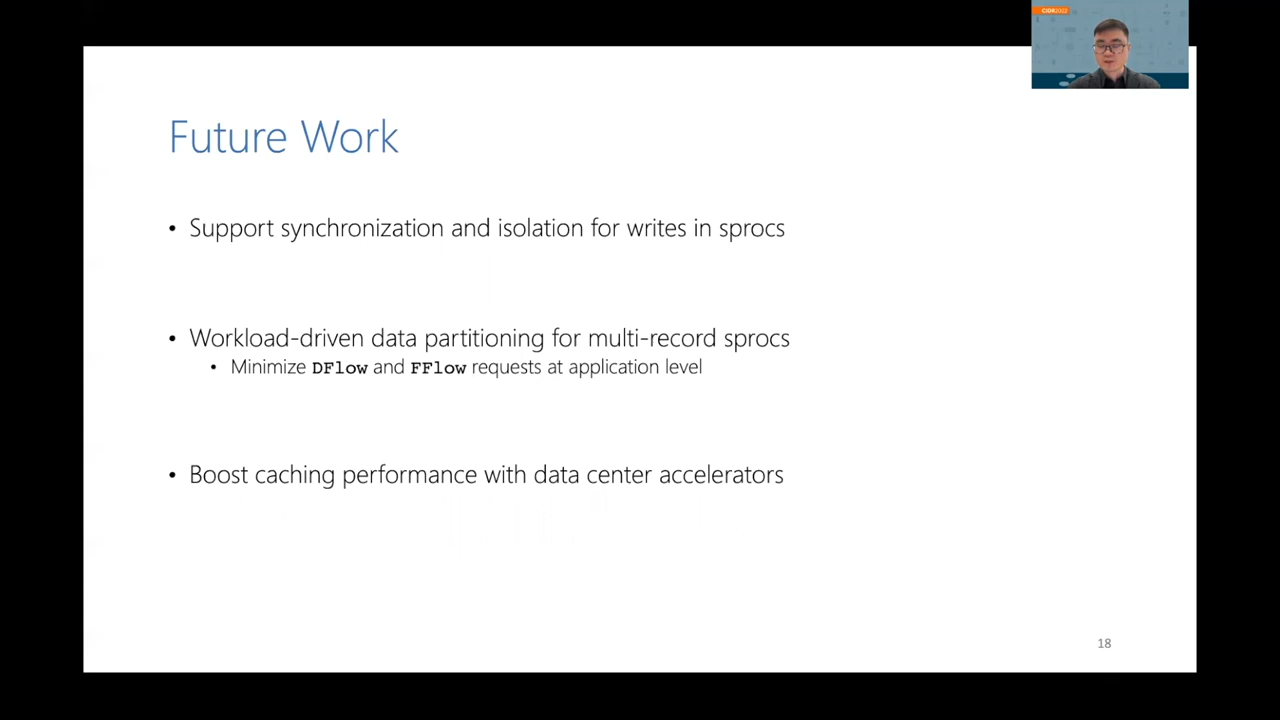 CIDR2022
Future Work
• Support synchronization and isolation for writes in sprocs
• Workload-driven data partitioning for multi-record sprocs
• Minimize DFlow and FFlow requests at application level
• Boost caching performance with data center accelerators
18